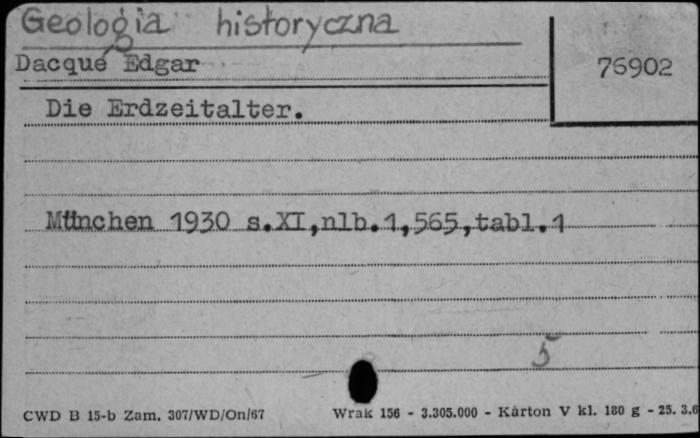 Geologia historyczna
Dacqué Edgar
76902
Die Erdzeitalter.
München 1930 s.XI,nlb.1,565,tabl.1
5
CWD B 15-b Zam. 307/WD/On/67 Wrak 156 - 3.305.000 - Karton V kl. 180 g - 25. 3.6